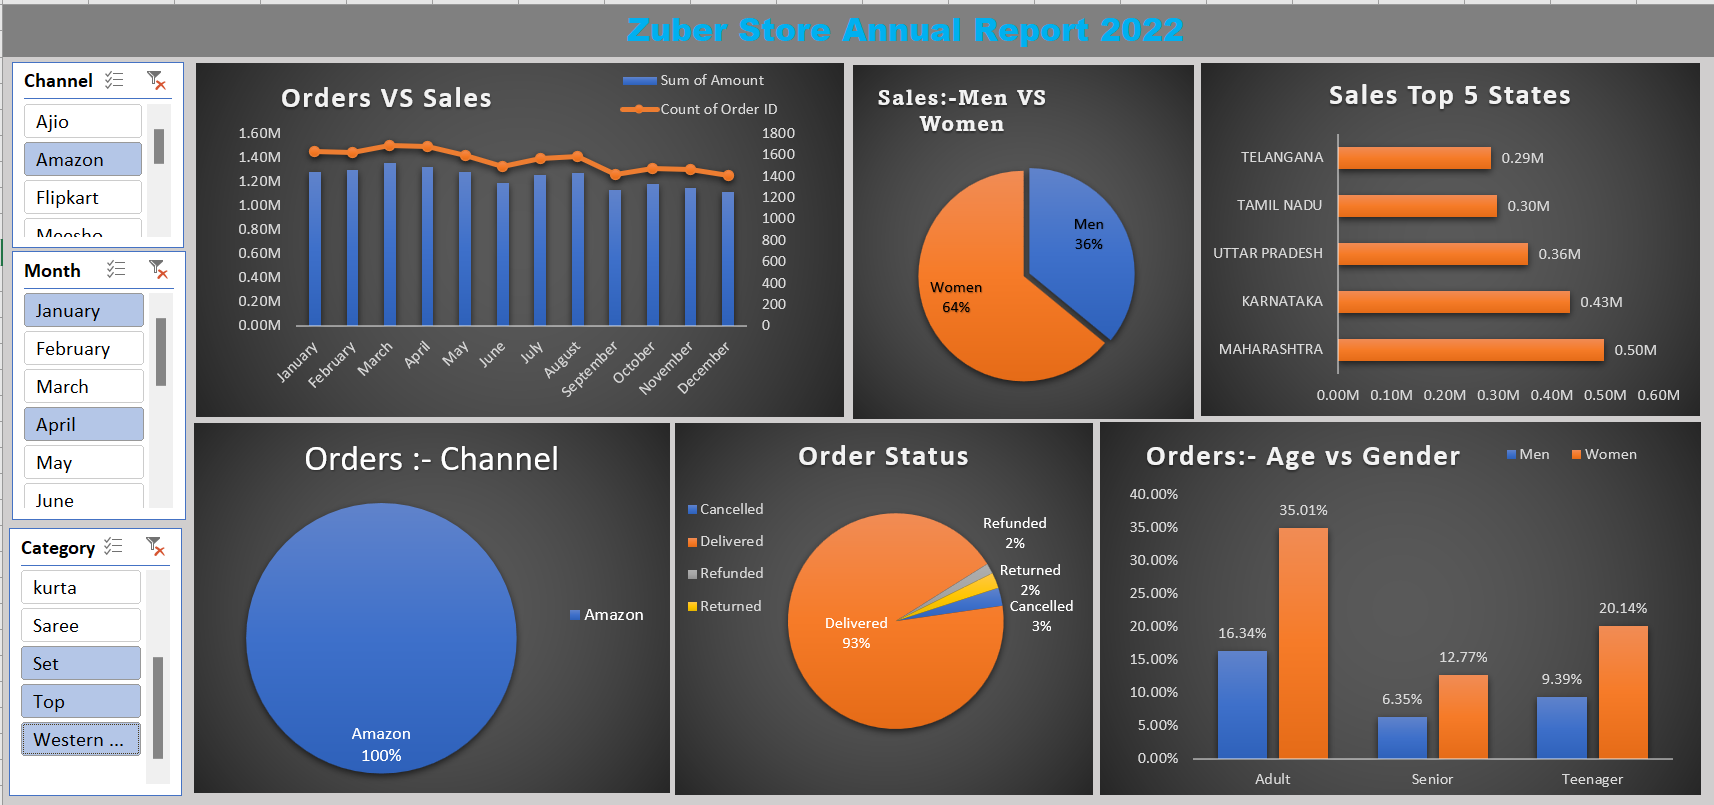 Zuber Store Annual Report 2022
Channel
Ajio
Amazon
Flipkart
Meesho
Month
January
February
March
April
May
June
Category
kurta
Saree
Set
Top
Western ...
Orders VS Sales
Sum of Amount
Count of Order ID
1.60M
1.40M
1.20M
1.00M
0.80M
0.60M
0.40M
0.20M
0.00M
1800
1600
1400
1200
1000
800
600
400
200
0
January
February
March
April
May
June
July
August
September
October
November
December
Sales:-Men VS
Women
Men
36%
Women
64%
Sales Top 5 States
TELANGANA
0.29M
TAMIL NADU
0.30M
UTTAR PRADESH
0.36M
KARNATAKA
0.43M
MAHARASHTRA
0.50M
0.00M 0.10M 0.20M 0.30M 0.40M 0.50M 0.60M
Orders :- Channel
Amazon
Amazon
100%
Order Status
Cancelled
Delivered
Refunded
Returned
Refunded
2%
Returned
2%
Cancelled
3%
Delivered
93%
Orders:- Age vs Gender
Men
Women
40.00%
35.00%
30.00%
25.00%
20.00%
15.00%
10.00%
5.00%
0.00%
16.34%
35.01%
6.35%
12.77%
9.39%
20.14%
Adult
Senior
Teenager